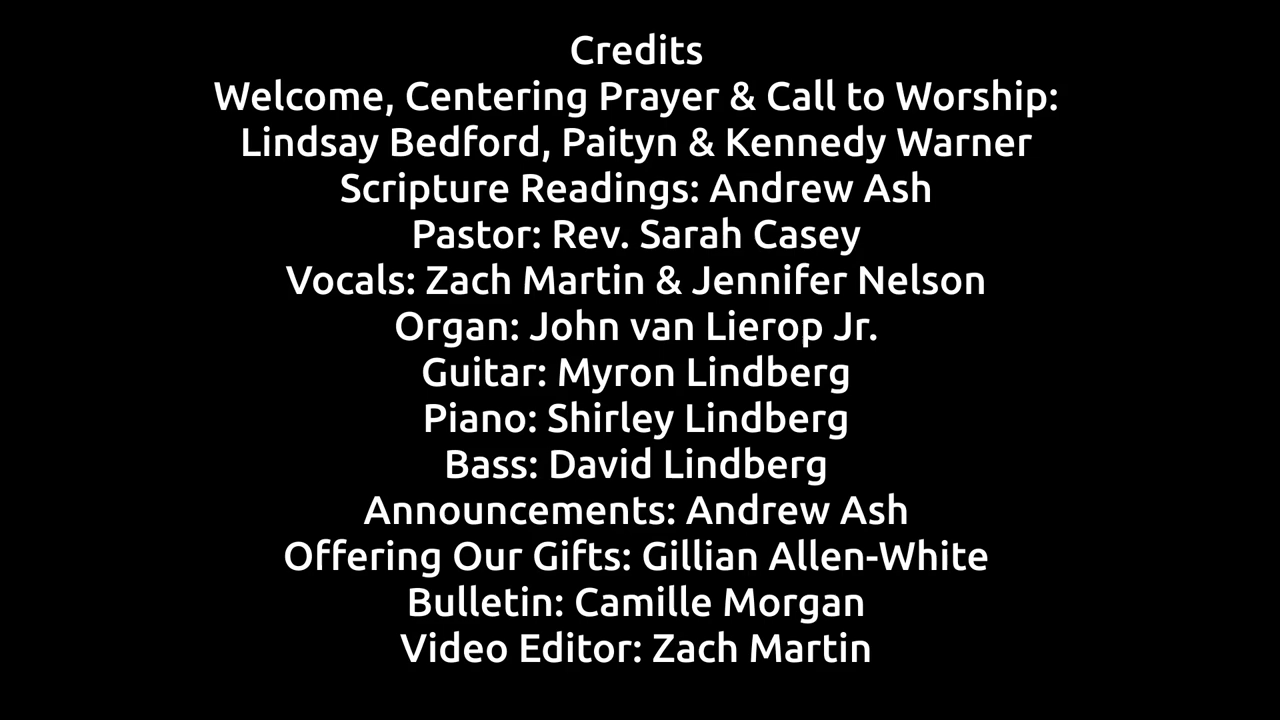 Credits
Welcome, Centering Prayer & Call to Worship:
Lindsay Bedford, Paityn & Kennedy Warner
Scripture Readings: Andrew Ash
Pastor: Rev. Sarah Casey
Vocals: Zach Martin & Jennifer Nelson
Organ: John van Lierop Jr.
Guitar: Myron Lindberg
Piano: Shirley Lindberg
Bass: David Lindberg
Announcements: Andrew Ash
Offering Our Gifts: Gillian Allen-White
Bulletin: Camille Morgan
Video Editor: Zach Martin